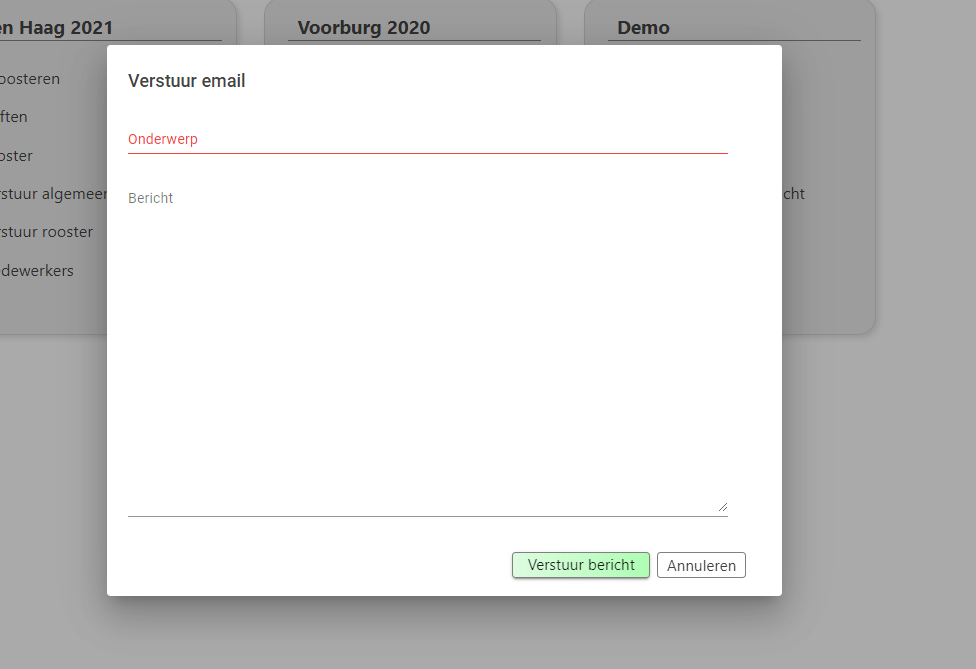 en Haag 2021
Voorburg 2020
Demo
oosteren
ften
oster
rstuur algemeer
cht
rstuur rooster
dewerkers
Verstuur email
Onderwerp
Bericht
Verstuur bericht
Annuleren